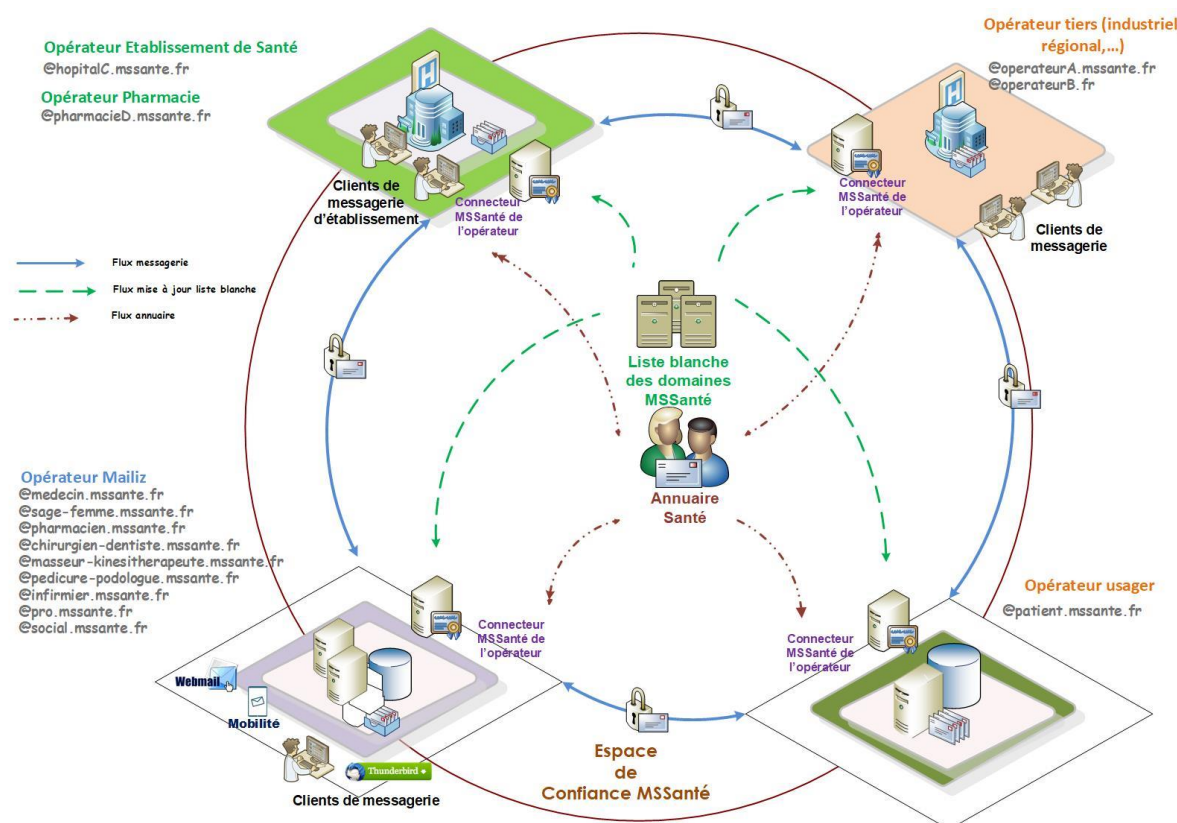 Opérateur Etablissement de Santé
@hopitalC.mssante.fr
Opérateur Pharmacie
@pharmacieD.mssante.fr
Opérateur tiers (industriel
régional,...)
@operateurA.mssante.fr
@operateurB.fr
Clients de
messagerie
d'établissement
Connecteur
MSSanté de
l'opérateur
Connecteur
MSSanté de
l'opérateur
Clients de
messagerie
Flux messagerie
Flux mise à jour liste blanche
Flux annuaire
Liste blanche
des domaines
MSSanté
Annuaire
Santé
Opérateur Mailiz
@medecin.mssante.fr
@sage-femme.mssante.fr
@pharmacien.mssante.fr
@chirurgien-dentiste.mssante.fr
@masseur-kinesitherapeute.mssante.fr
@pedicure-podologue.mssante.fr
@infirmier.mssante.fr
@pro.mssante.fr
@social.mssante.fr
Opérateur usager
@patient.mssante.fr
Connecteur
MSSanté de
l'opérateur
Connecteur
MSSanté de
l'opérateur
Webmail
Mobilité
Thunderbird
Clients de messagerie
Espace
de
Confiance MSSanté